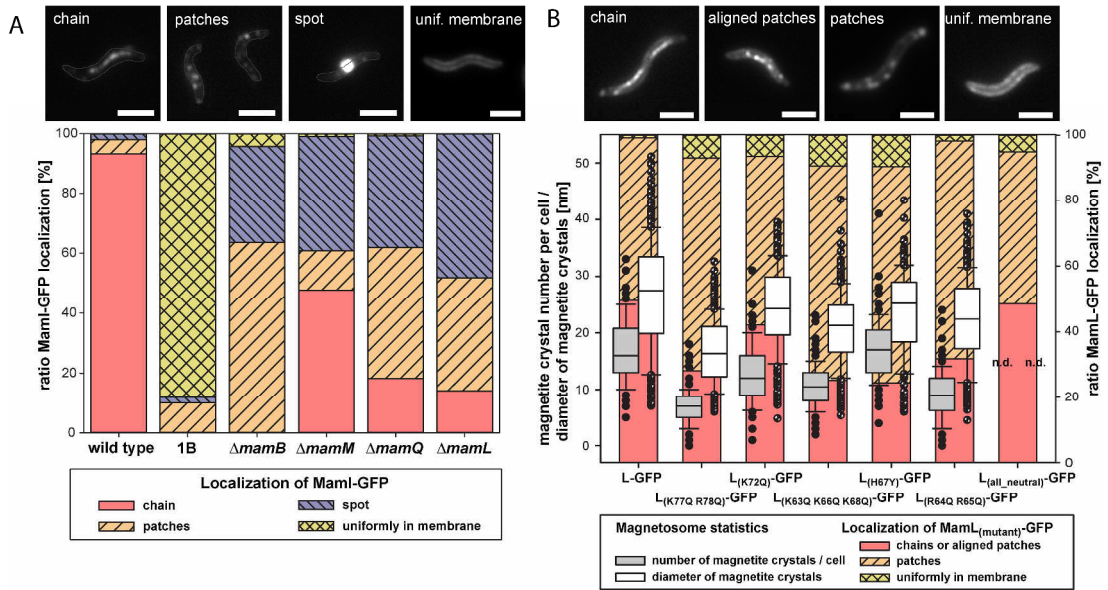 A
chain
patches
spot
unif. membrane
ratio MamI-GFP localization [%]
100
80
60
40
20
0
wild type
1B
ΔmamB
ΔmamM
ΔmamQ
ΔmamL
Localization of MamI-GFP
chain
spot
patches
uniformly in membrane
B
chain
aligned patches
patches
unif. membrane
magnetite crystal number per cell /
diameter of magnetite crystals [nm]
50
40
30
20
10
0
n.d.
n.d.
100
80
60
40
20
0
ratio MamL-GFP localization [%]
L-GFP
L(K72Q)-GFP
L(H67Y)-GFP
L(all_neutral)-GFP
L(K77Q R78Q)-GFP
L(K63Q K66Q K68Q)-GFP
L(R64Q R65Q)-GFP
Magnetosome statistics
number of magnetite crystals / cell
diameter of magnetite crystals
Localization of MamL(mutant)-GFP
chains or aligned patches
patches
uniformly in membrane